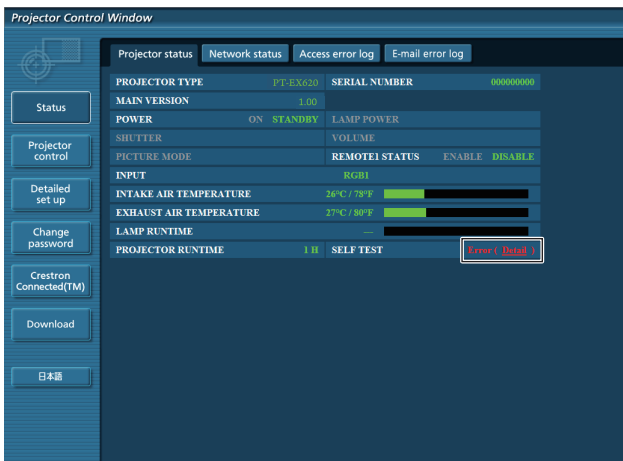 Projector Control Window
Projector status Network status Access error log E-mail error log
PROJECTOR TYPE PT-EX620 SERIAL NUMBER 000000000
MAIN VERSION 1.00
POWER ON STANDBY LAMP POWER
SHUTTER VOLUME
PICTURE MODE REMOTE1 STATUS ENABLE DISABLE
INPUT RGB1
INTAKE AIR TEMPERATURE 26°C / 78°F
EXHAUST AIR TEMPERATURE 27°C / 80°F
LAMP RUNTIME ---
PROJECTOR RUNTIME 1 H SELF TEST Error ( Detail )
Status
Projector
control
Detailed
set up
Change
password
Crestron
Connected(TM)
Download
日本語